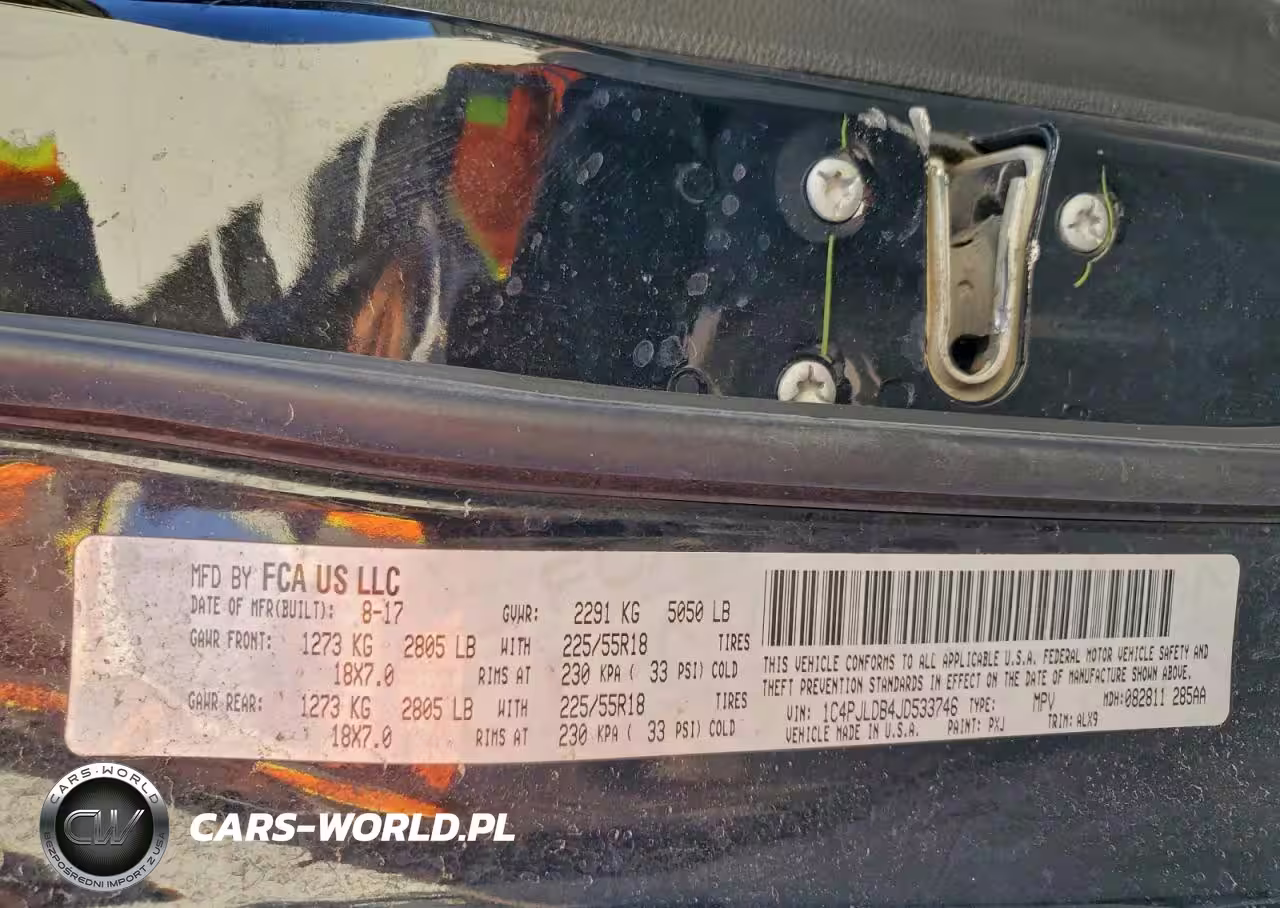 MFD BY FCA US LLC
DATE OF MFR(BUILT): 8-17 GVWR: 2291 KG 5050 LB
GAWR FRONT: 1273 KG 2805 LB WITH 225/55R18 TIRES
18X7.0 RIMS AT 230 KPA ( 33 PSI) COLD
GAWR REAR: 1273 KG 2805 LB WITH 225/55R18 TIRES
18X7.0 RIMS AT 230 KPA ( 33 PSI) COLD
THIS VEHICLE CONFORMS TO ALL APPLICABLE U.S.A. FEDERAL MOTOR VEHICLE SAFETY AND
THEFT PREVENTION STANDARDS IN EFFECT ON THE DATE OF MANUFACTURE SHOWN ABOVE.
VIN: 1C4PJLDB4JD533746 TYPE: MPV MDH:082811 285AA
VEHICLE MADE IN U.S.A. PAINT: PXJ TRIM: ALX9
CARS-WORLD
CW
BEZPOŚREDNI IMPORT Z USA
CARS-WORLD.PL